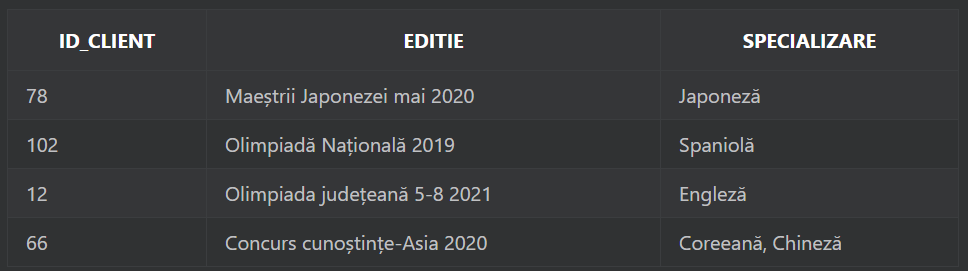 ID_CLIENT EDITIE SPECIALIZARE
78 Maeștrii Japonezei mai 2020 Japoneză
102 Olimpiadă Națională 2019 Spaniolă
12 Olimpiada județeană 5-8 2021 Engleză
66 Concurs cunoștințe-Asia 2020 Coreeană, Chineză